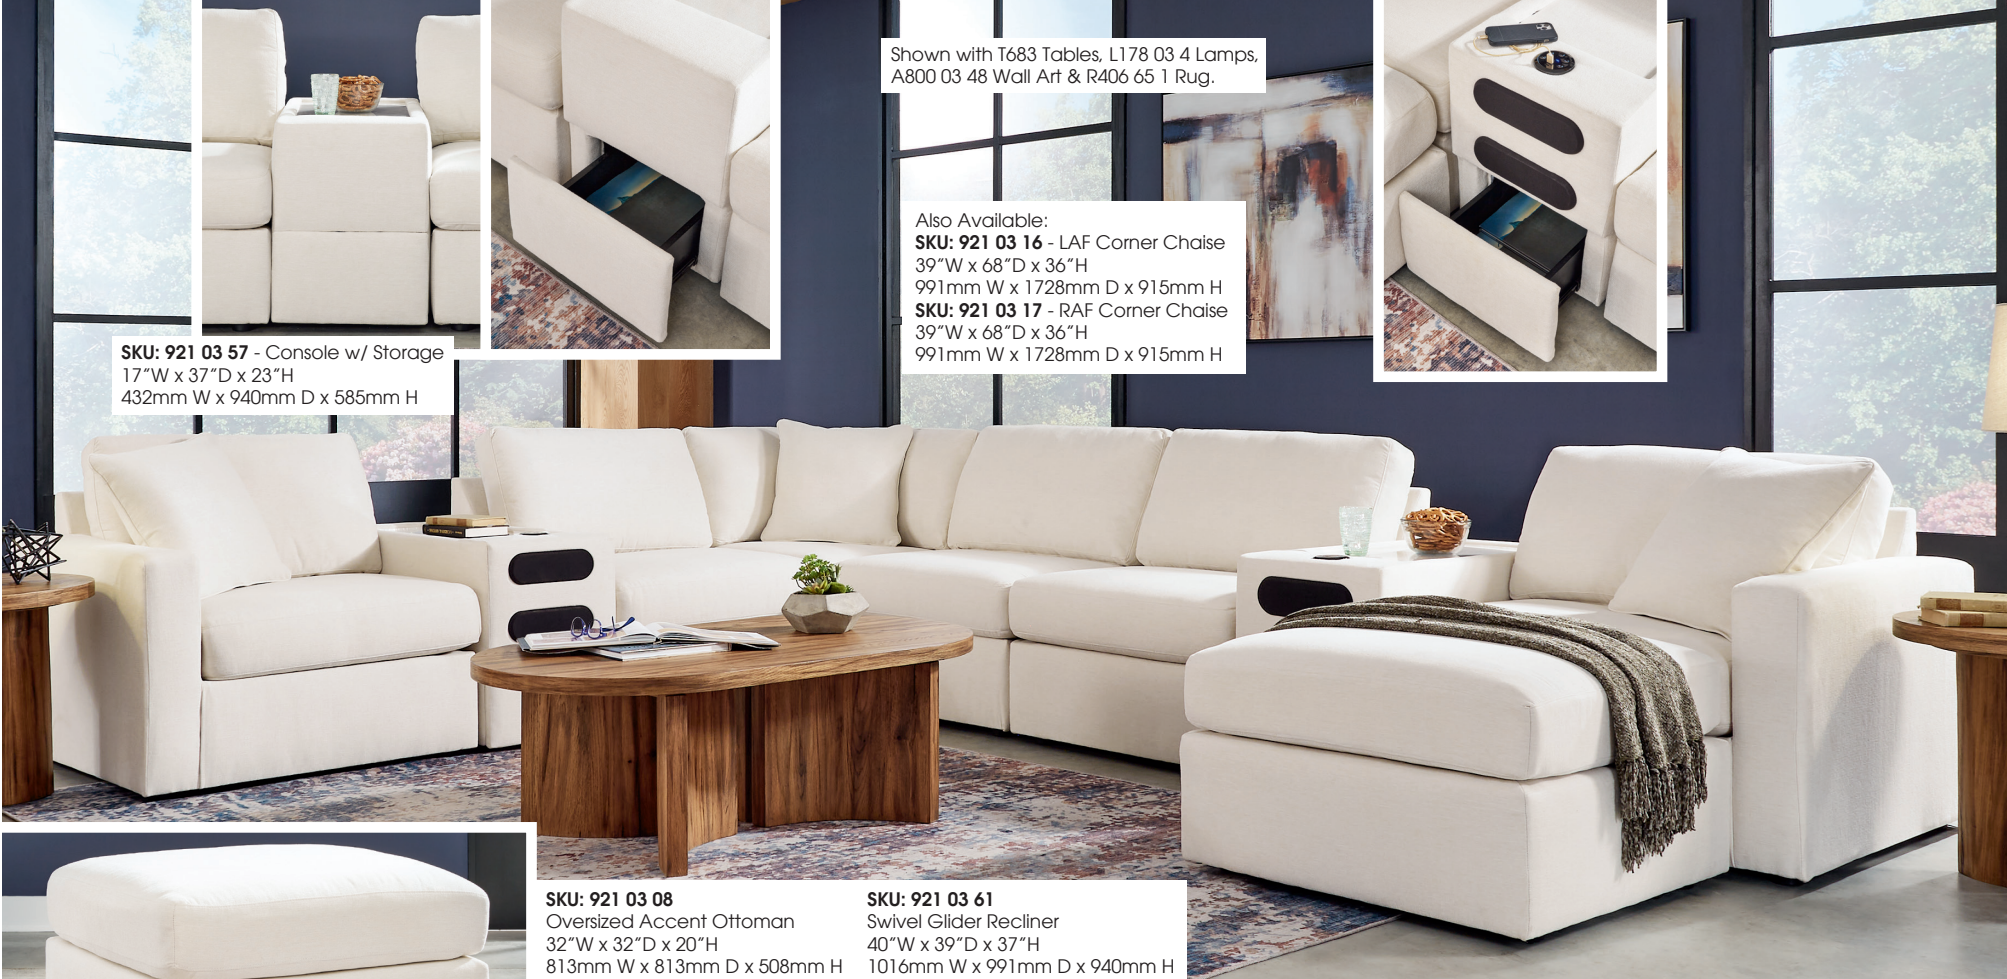 Shown with T683 Tables, L178 03 4 Lamps,
A800 03 48 Wall Art & R406 65 1 Rug.
Also Available:
SKU: 921 03 16 - LAF Corner Chaise
39"W x 68"D x 36"H
991mm W x 1728mm D x 915mm H
SKU: 921 03 17 - RAF Corner Chaise
39"W x 68"D x 36"H
991mm W x 1728mm D x 915mm H
SKU: 921 03 57 - Console w/ Storage
17"W x 37"D x 23"H
432mm W x 940mm D x 585mm H
SKU: 921 03 08
Oversized Accent Ottoman
32"W x 32"D x 20"H
813mm W x 813mm D x 508mm H
SKU: 921 03 61
Swivel Glider Recliner
40"W x 39"D x 37"H
1016mm W x 991mm D x 940mm H